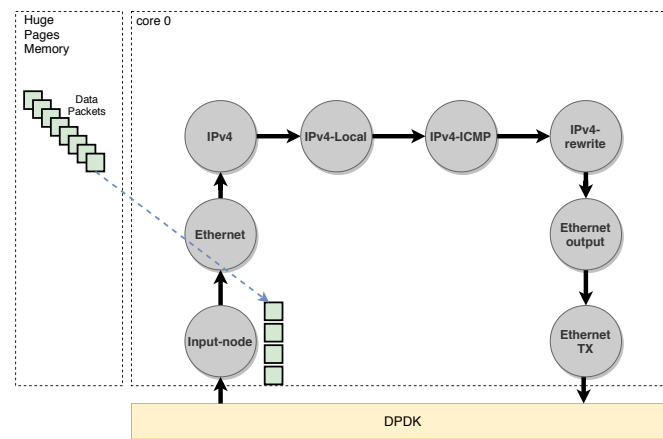 Huge
Pages
Memory
core 0
Data
Packets
IPv4
IPv4-Local
IPv4-ICMP
IPv4-
rewrite
Ethernet
Ethernet
output
Input-node
Ethernet
TX
DPDK